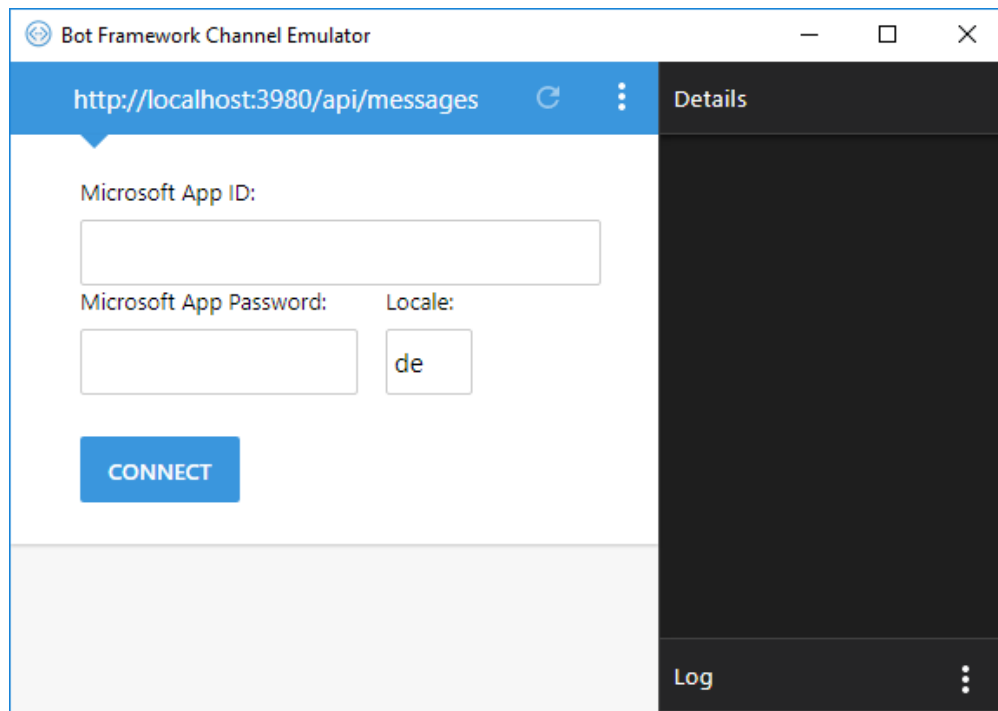 Bot Framework Channel Emulator
http://localhost:3980/api/messages
Details
Microsoft App ID:
Microsoft App Password:
Locale:
de
CONNECT
Log